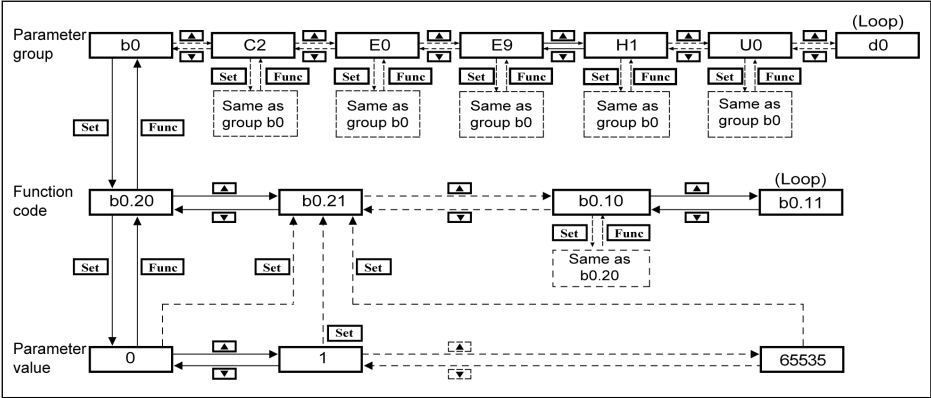 (Loop)
Parameter
group
b0
▲
▼
C2
▲
▼
E0
▲
▼
E9
▲
▼
H1
▲
▼
U0
▲
▼
d0
Set
Func
Set
Func
Set
Func
Set
Func
Set
Func
Same as
group b0
Same as
group b0
Same as
group b0
Same as
group b0
Same as
group b0
Set
Func
(Loop)
Function
code
b0.20
▲
▼
b0.21
▲
▼
b0.10
▲
▼
b0.11
Set
Func
Same as
b0.20
Set
Func
Set
Set
Set
Parameter
value
0
▲
▼
1
▲
▼
65535